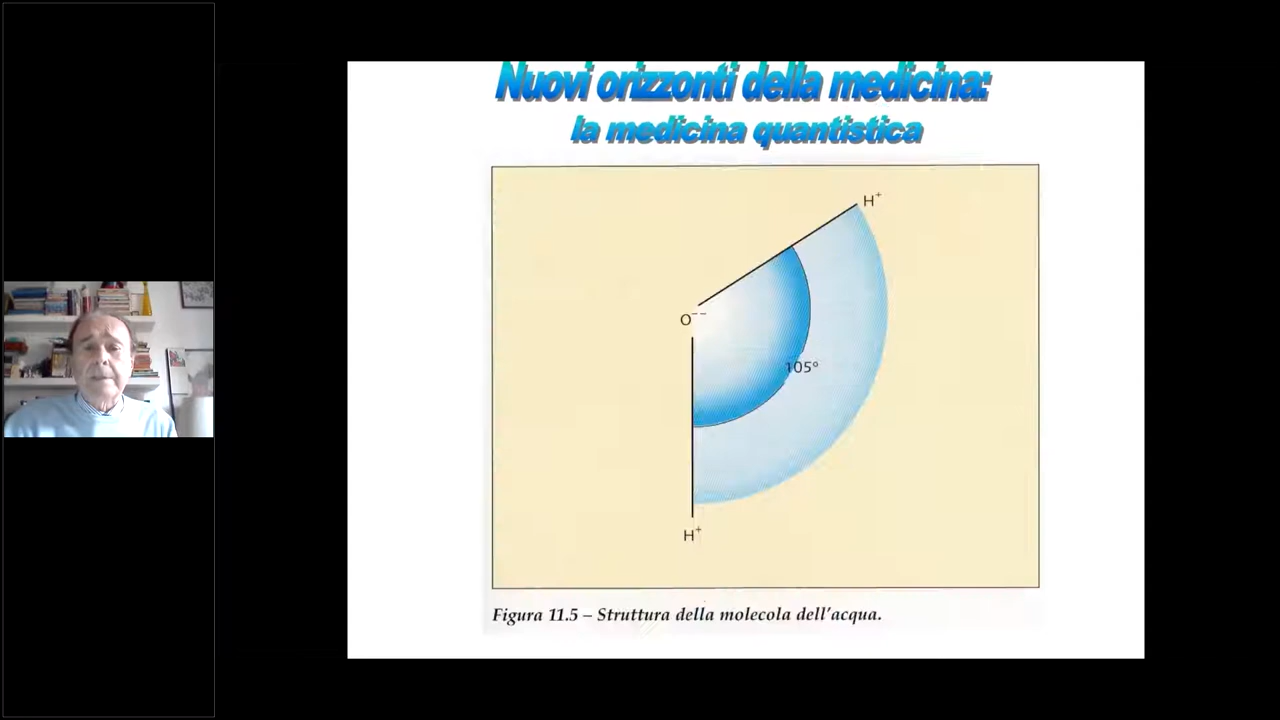 Nuovi orizzonti della medicina:
la medicina quantistica
H⁺
O⁻⁻
105°
H⁺
Figura 11.5 – Struttura della molecola dell’acqua.